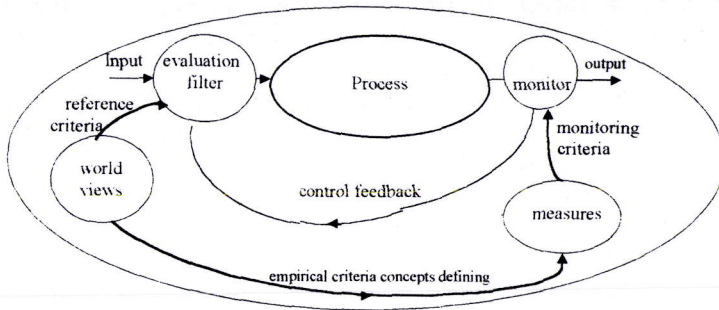 Input
evaluation
filter
Process
monitor
output
reference
criteria
world
views
control feedback
monitoring
criteria
measures
empirical criteria concepts defining